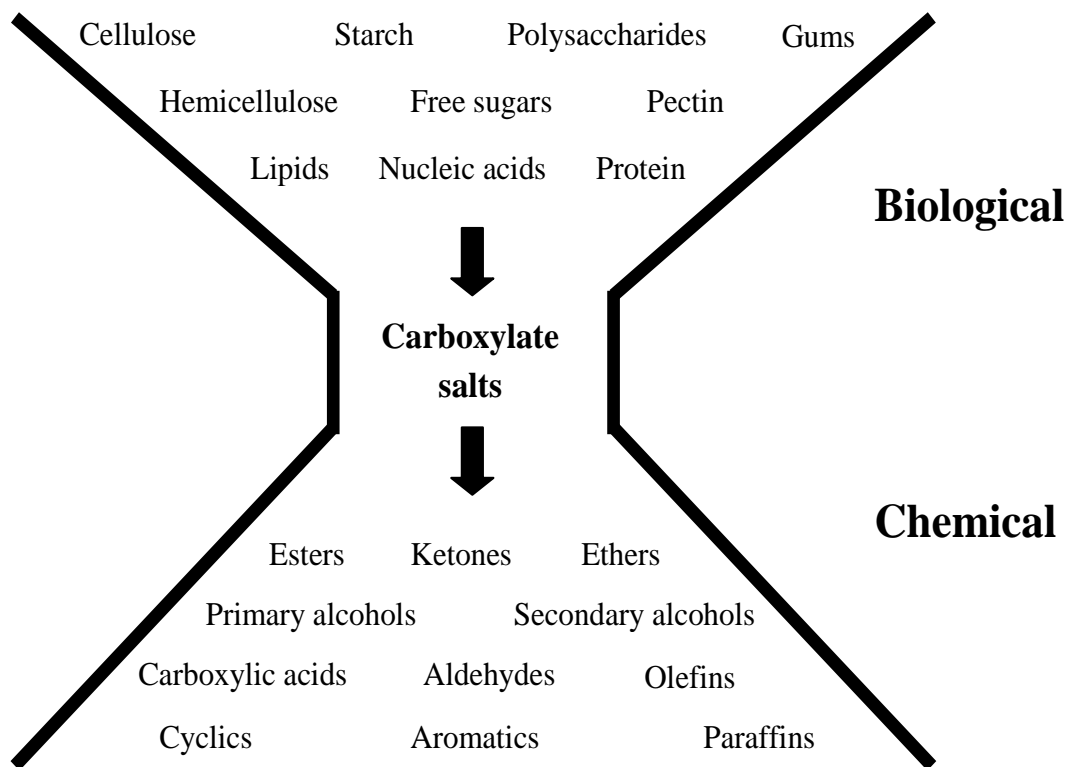 Cellulose Starch Polysaccharides Gums
Hemicellulose Free sugars Pectin
Lipids Nucleic acids Protein
Biological
Carboxylate
salts
Chemical
Esters Ketones Ethers
Primary alcohols Secondary alcohols
Carboxylic acids Aldehydes Olefins
Cyclics Aromatics Paraffins